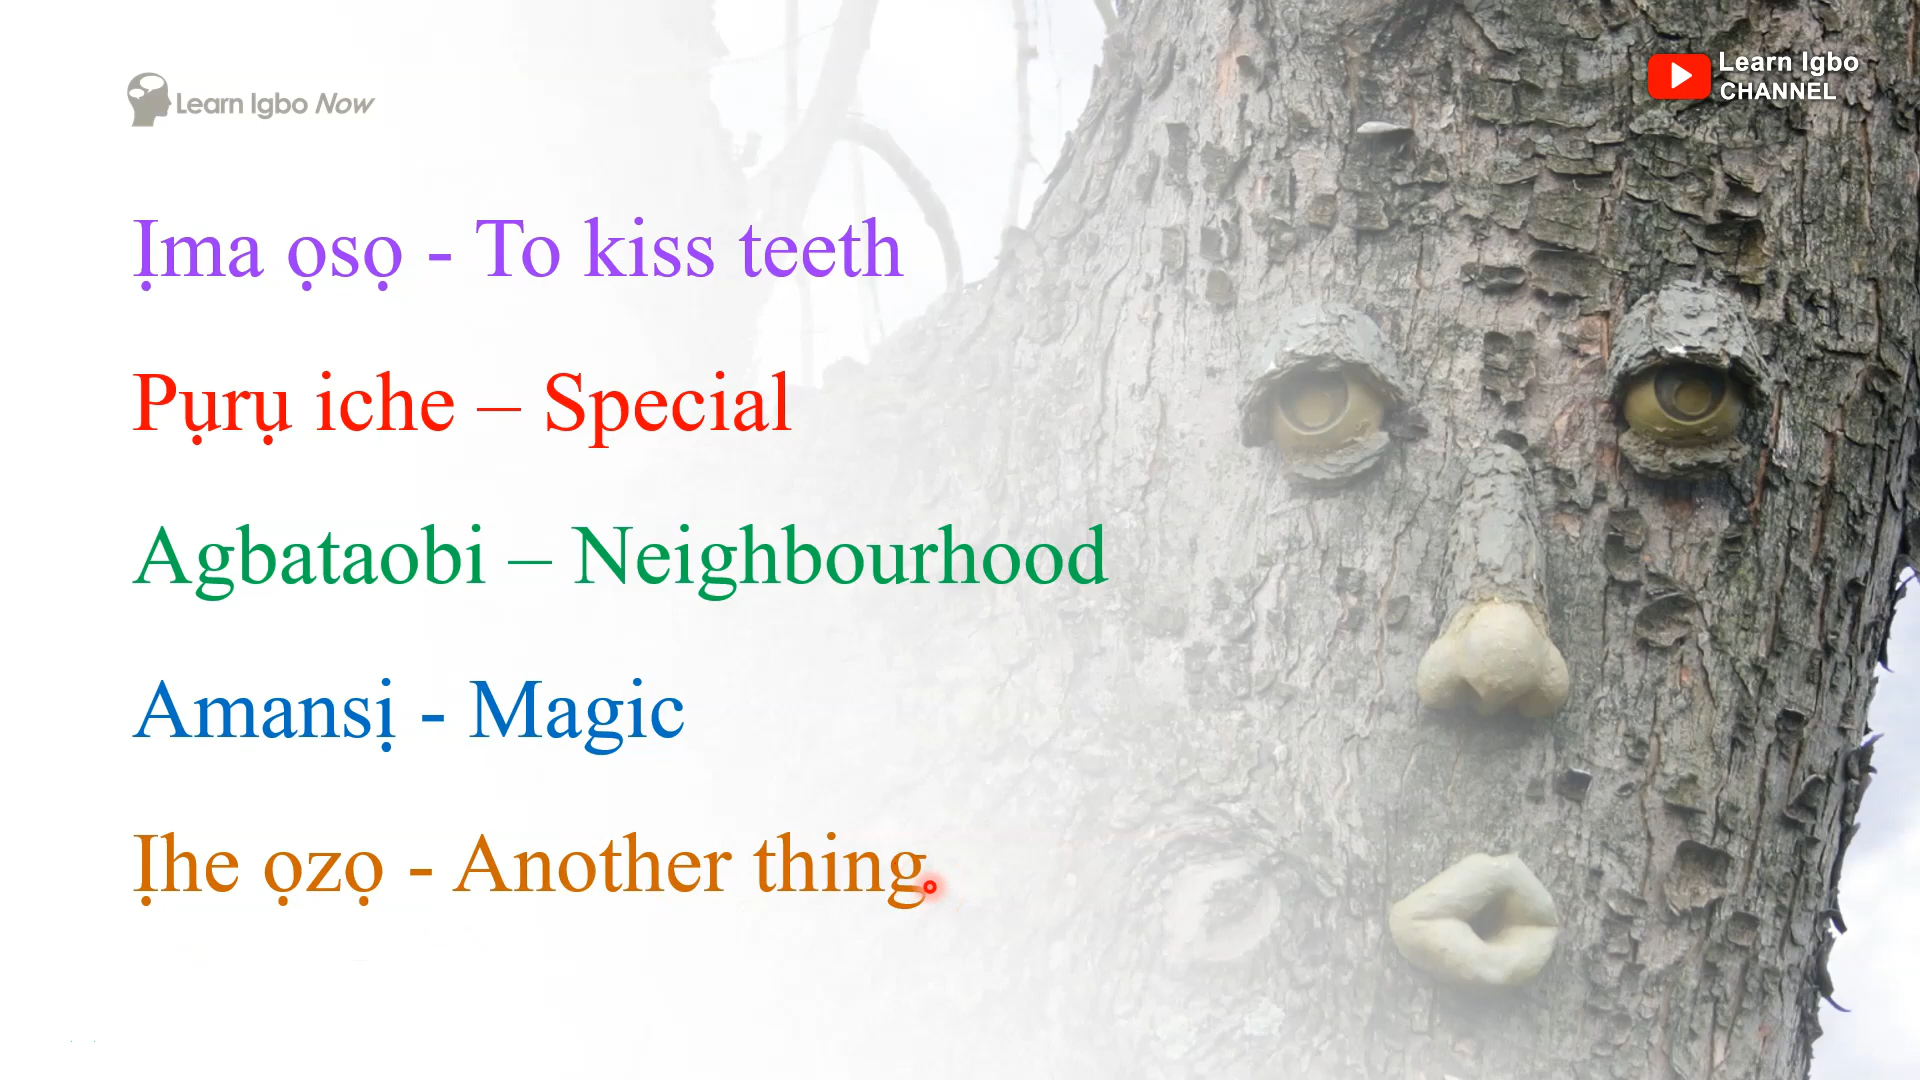 Learn Igbo Now
Learn Igbo
CHANNEL
Ịma ọsọ - To kiss teeth
Pụrụ iche – Special
Agbataobi – Neighbourhood
Amansị - Magic
Ịhe ọzọ - Another thing